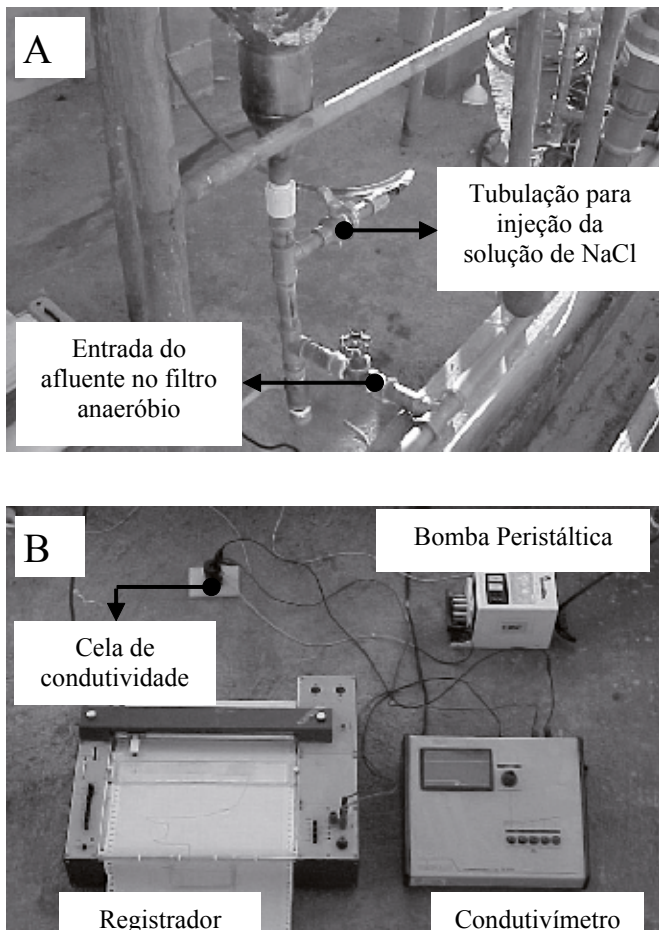 A
Tubulação para
injeção da
solução de NaCl
Entrada do
afluente no filtro
anaeróbio
B
Bomba Peristáltica
Cela de
condutividade
Registrador
Condutivímetro